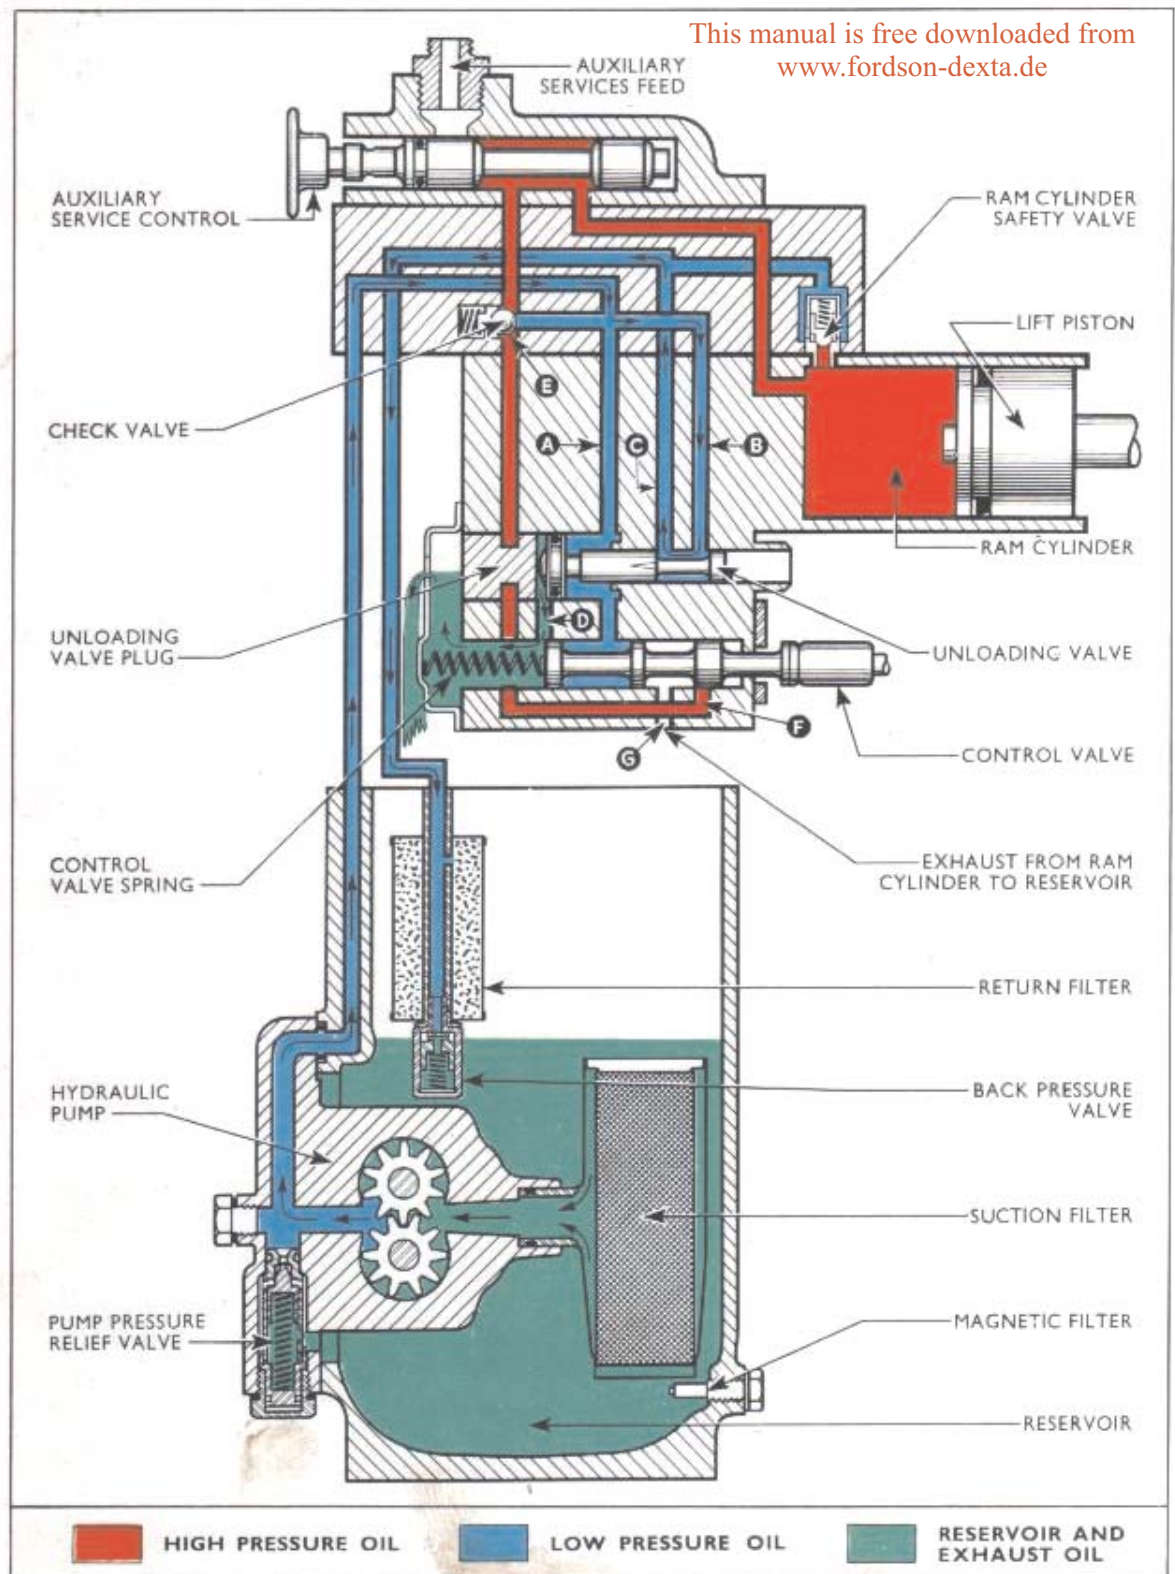 This manual is free downloaded from
www.fordson-dexta.de
AUXILIARY
SERVICES FEED
AUXILIARY
SERVICE CONTROL
RAM CYLINDER
SAFETY VALVE
LIFT PISTON
CHECK VALVE
E
A
C
B
RAM CYLINDER
UNLOADING
VALVE PLUG
D
UNLOADING VALVE
F
G
CONTROL VALVE
CONTROL
VALVE SPRING
EXHAUST FROM RAM
CYLINDER TO RESERVOIR
RETURN FILTER
HYDRAULIC
PUMP
BACK PRESSURE
VALVE
SUCTION FILTER
PUMP PRESSURE
RELIEF VALVE
MAGNETIC FILTER
RESERVOIR
HIGH PRESSURE OIL
LOW PRESSURE OIL
RESERVOIR AND
EXHAUST OIL